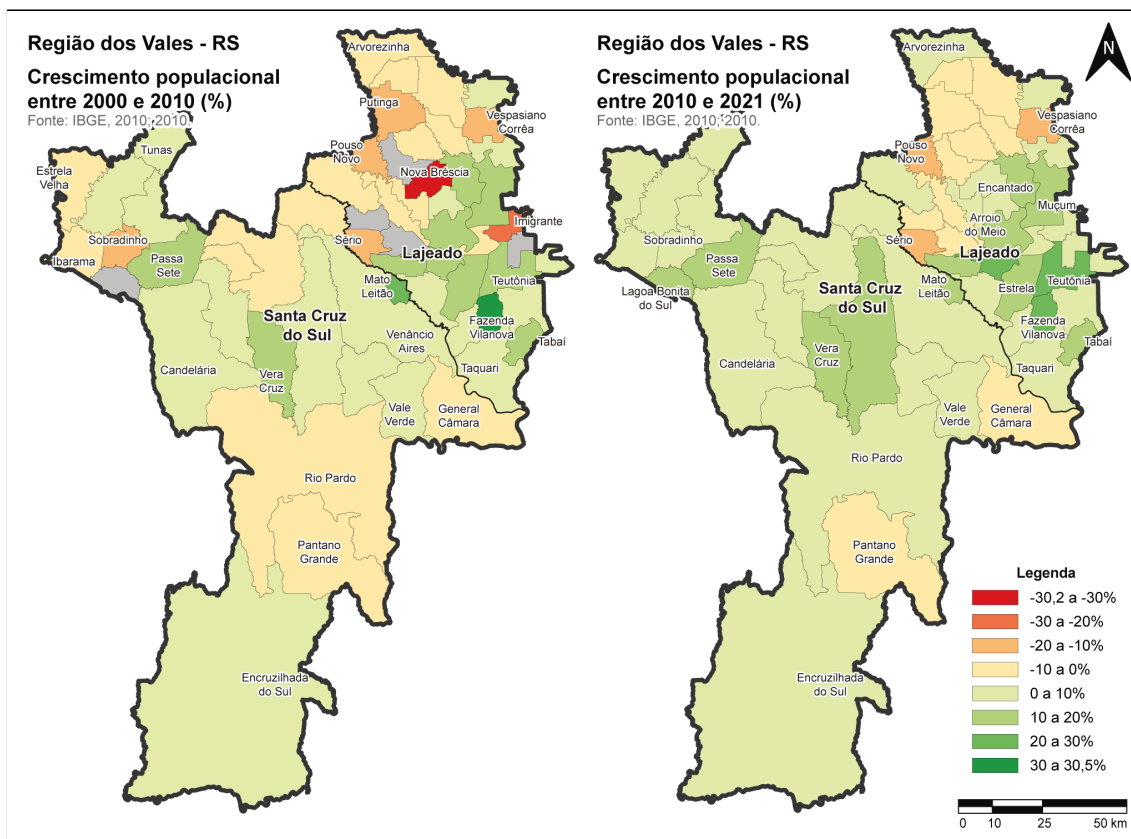 Região dos Vales - RS
Crescimento populacional
entre 2000 e 2010 (%)
Fonte: IBGE, 2010; 2010.
Arvorezinha
Putinga
Vespasiano
Corrêa
Tunas
Pouso
Novo
Estrela
Velha
Nova Bréscia
Imigrante
Sobradinho
Sério
Ibarama
Passa
Sete
Lajeado
Mato
Leitão
Teutônia
Santa Cruz
do Sul
Fazenda
Vilanova
Venâncio
Aires
Tabaí
Candelária
Vera
Cruz
Taquari
Vale
Verde
General
Câmara
Rio Pardo
Pantano
Grande
Encruzilhada
do Sul
Região dos Vales - RS
Crescimento populacional
entre 2010 e 2021 (%)
Fonte: IBGE, 2010; 2010.
N
Arvorezinha
Vespasiano
Corrêa
Pouso
Novo
Encantado
Muçum
Arroio
do Meio
Sobradinho
Sério
Passa
Sete
Lajeado
Lagoa Bonita
do Sul
Mato
Leitão
Teutônia
Estrela
Santa Cruz
do Sul
Fazenda
Vilanova
Tabaí
Vera
Cruz
Candelária
Taquari
Vale
Verde
General
Câmara
Rio Pardo
Pantano
Grande
Encruzilhada
do Sul
Legenda
-30,2 a -30%
-30 a -20%
-20 a -10%
-10 a 0%
0 a 10%
10 a 20%
20 a 30%
30 a 30,5%
0 10 25 50 km